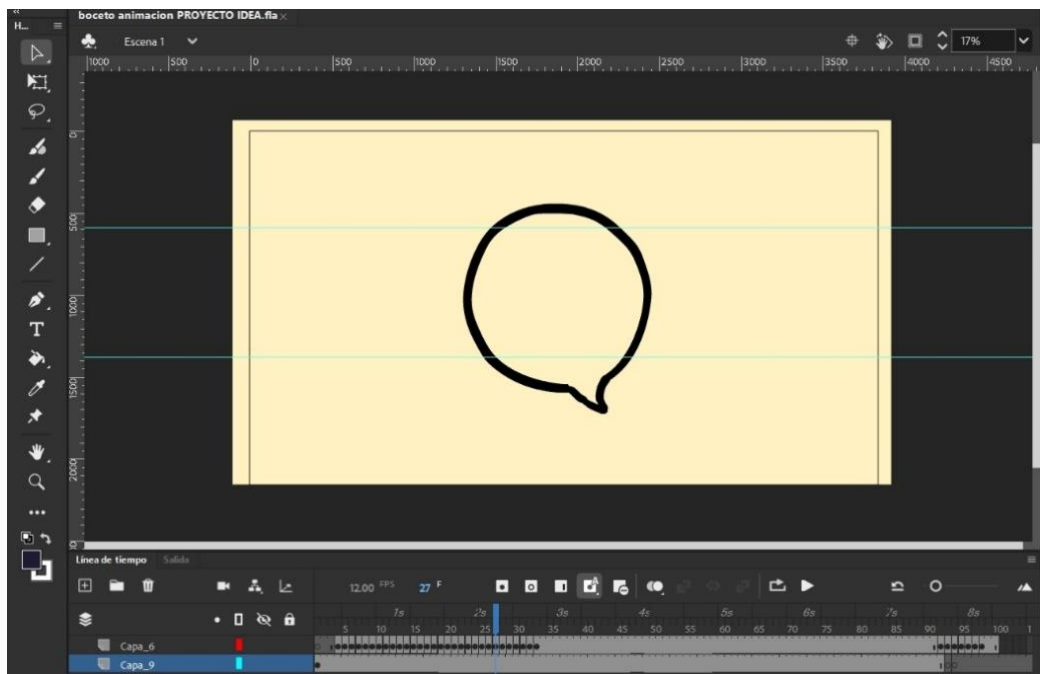 boceto animacion PROYECTO IDEA.fla ×
H...
Escena 1
17%
1000 500 0 500 1000 1500 2000 2500 3000 3500 4000 4500
0
500
1000
1500
2000
T
Línea de tiempo Salida
12.00 FPS 27 F
A
1s 2s 3s 4s 5s 6s 7s 8s
5 10 15 20 25 30 35 40 45 50 55 60 65 70 75 80 85 90 95 100 1
Capa_6
Capa_9